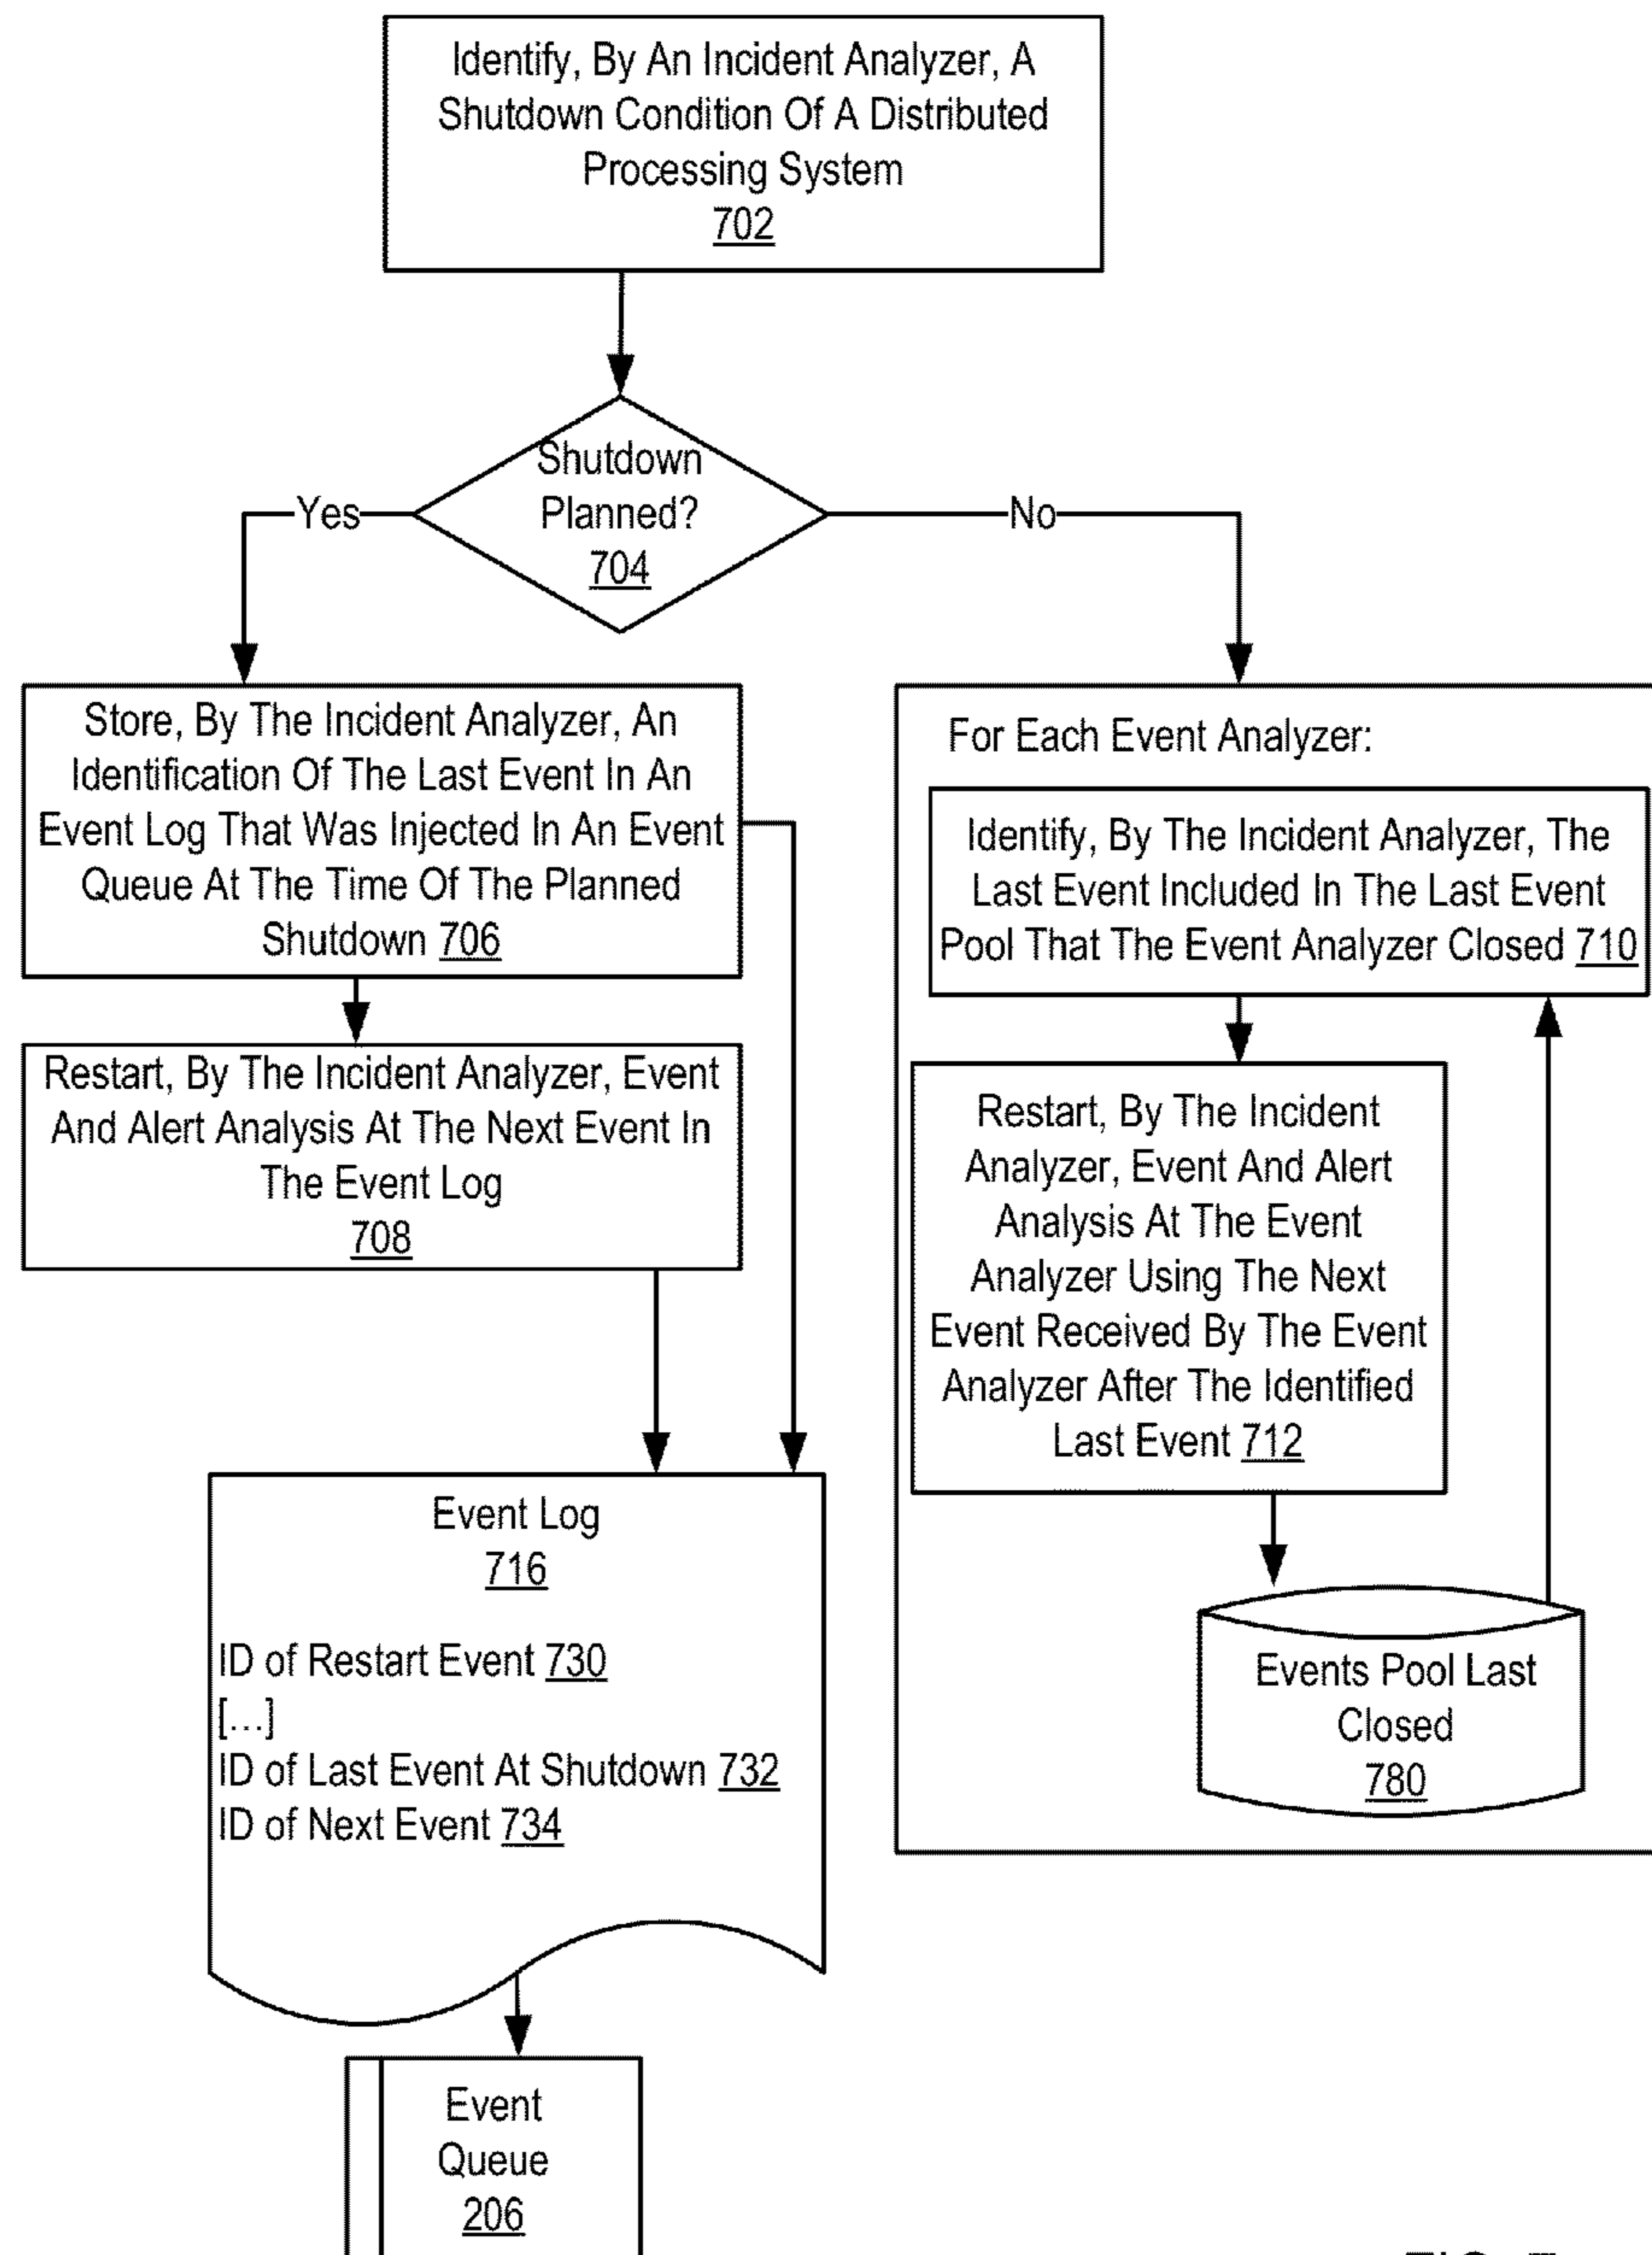 Identify, By An Incident Analyzer, A
Shutdown Condition Of A Distributed
Processing System
702
Shutdown
Planned?
704
Yes
No
Store, By The Incident Analyzer, An
Identification Of The Last Event In An
Event Log That Was Injected In An Event
Queue At The Time Of The Planned
Shutdown 706
Restart, By The Incident Analyzer, Event
And Alert Analysis At The Next Event In
The Event Log
708
For Each Event Analyzer:
Identify, By The Incident Analyzer, The
Last Event Included In The Last Event
Pool That The Event Analyzer Closed 710
Restart, By The Incident
Analyzer, Event And Alert
Analysis At The Event
Analyzer Using The Next
Event Received By The Event
Analyzer After The Identified
Last Event 712
Events Pool Last
Closed
780
Event Log
716
ID of Restart Event 730
[...]
ID of Last Event At Shutdown 732
ID of Next Event 734
Event
Queue
206